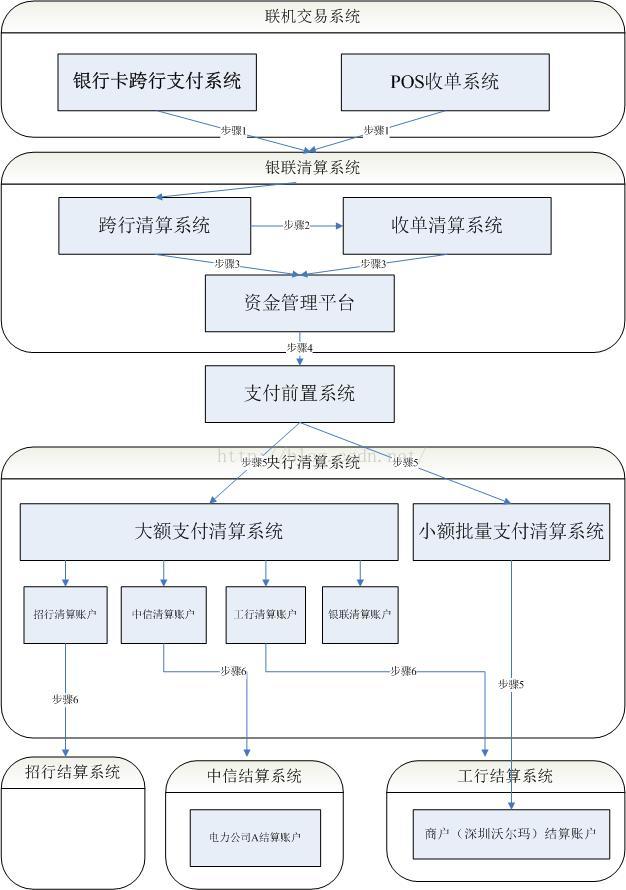 联机交易系统
银行卡跨行支付系统
POS收单系统
步骤1
步骤1
银联清算系统
跨行清算系统
步骤2
收单清算系统
步骤3
步骤3
资金管理平台
步骤4
支付前置系统
http://blog.csdn.net/
步骤5
央行清算系统
步骤5
大额支付清算系统
小额批量支付清算系统
招行清算账户
中信清算账户
工行清算账户
银联清算账户
步骤6
步骤6
步骤6
步骤5
招行结算系统
中信结算系统
工行结算系统
电力公司A结算账户
商户（深圳沃尔玛）结算账户